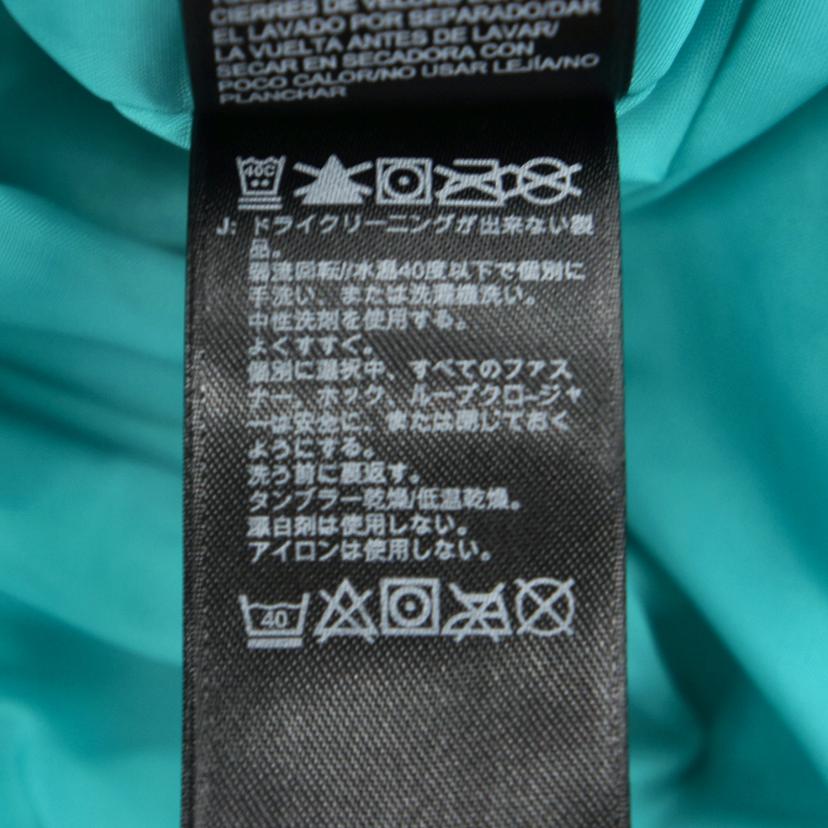 CIERRES DE VELCRO
EL LAVADO POR SEPARADO/DAR
LA VUELTA ANTES DE LAVAR/
SECAR EN SECADORA CON
POCO CALOR/NO USAR LEJÍA/NO
PLANCHAR
40C
J: ドライクリーニングが出来ない製
品。
弱流回転//水温40度以下で個別に
手洗い、または洗濯機洗い。
中性洗剤を使用する。
よくすすぐ。
個別に選択中、すべてのファス
ナー、ホック、ループクロージャ
ーは安全に、または閉じておく
ようにする。
洗う前に裏返す。
タンブラー乾燥/低温乾燥。
漂白剤は使用しない。
アイロンは使用しない。
40